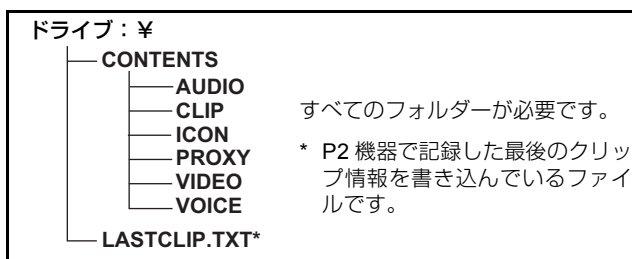 ドライブ：¥
CONTENTS
AUDIO
CLIP
ICON
PROXY
VIDEO
VOICE
LASTCLIP.TXT*
すべてのフォルダーが必要です。
* P2 機器で記録した最後のクリッ
プ情報を書き込んでいるファイ
ルです。